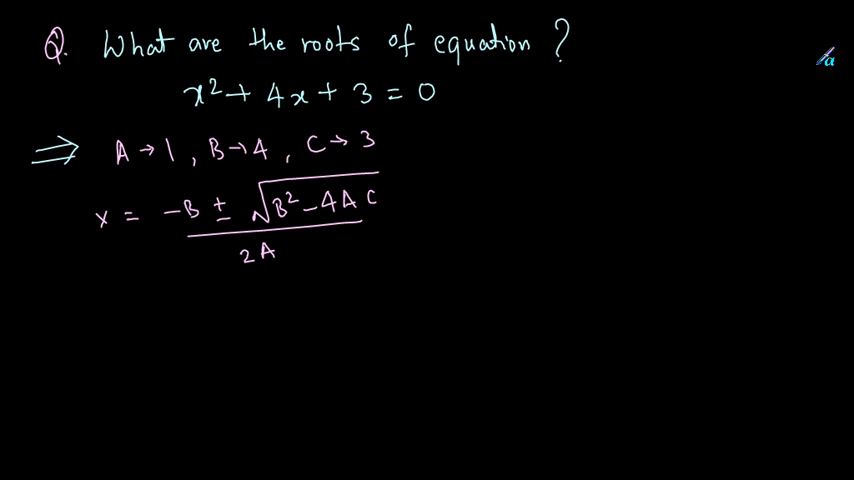 Q. What are the roots of equation ?
x² + 4x + 3 = 0
⇒ A → 1 , B → 4 , C → 3
x = -B ± √B² - 4AC
2A